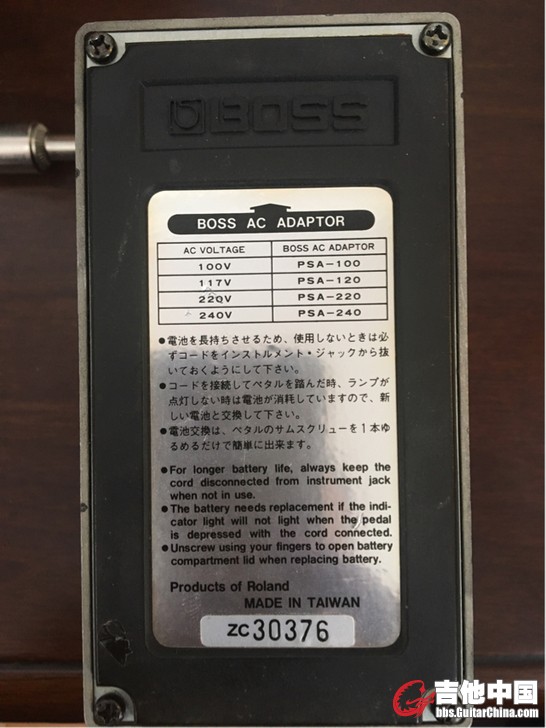 BOSS
BOSS AC ADAPTOR
AC VOLTAGE BOSS AC ADAPTOR
100V PSA-100
117V PSA-120
220V PSA-220
240V PSA-240
●電池を長持ちさせるため、使用しないときは必
ずコードをインストルメント・ジャックから抜
いておくようにして下さい。
●コードを接続してペタルを踏んだ時、ランプが
点灯しない時は電池が消耗していますので、新
しい電池と交換して下さい。
●電池交換は、ペタルのサムスクリューを1本ゆ
るめるだけで簡単に出来ます。
●For longer battery life, always keep the
cord disconnected from instrument jack
when not in use.
●The battery needs replacement if the indi-
cator light will not light when the pedal
is depressed with the cord connected.
●Unscrew using your fingers to open battery
compartment lid when replacing battery.
Products of Roland
MADE IN TAIWAN
ZC30376
吉他中国
bbs.GuitarChina.com